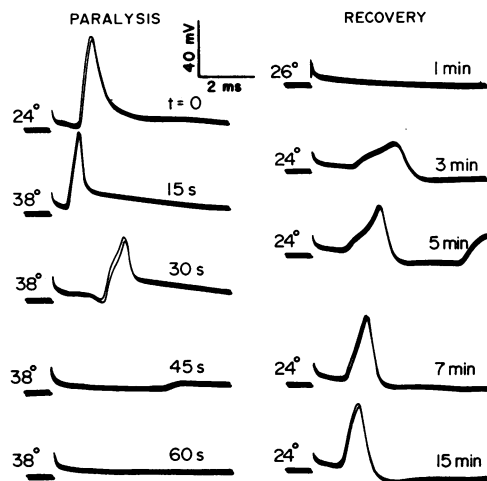 PARALYSIS
40 mV
2 ms
24°
t=0
38°
15 s
38°
30 s
38°
45 s
38°
60 s
RECOVERY
26°
1 min
24°
3 min
24°
5 min
24°
7 min
24°
15 min